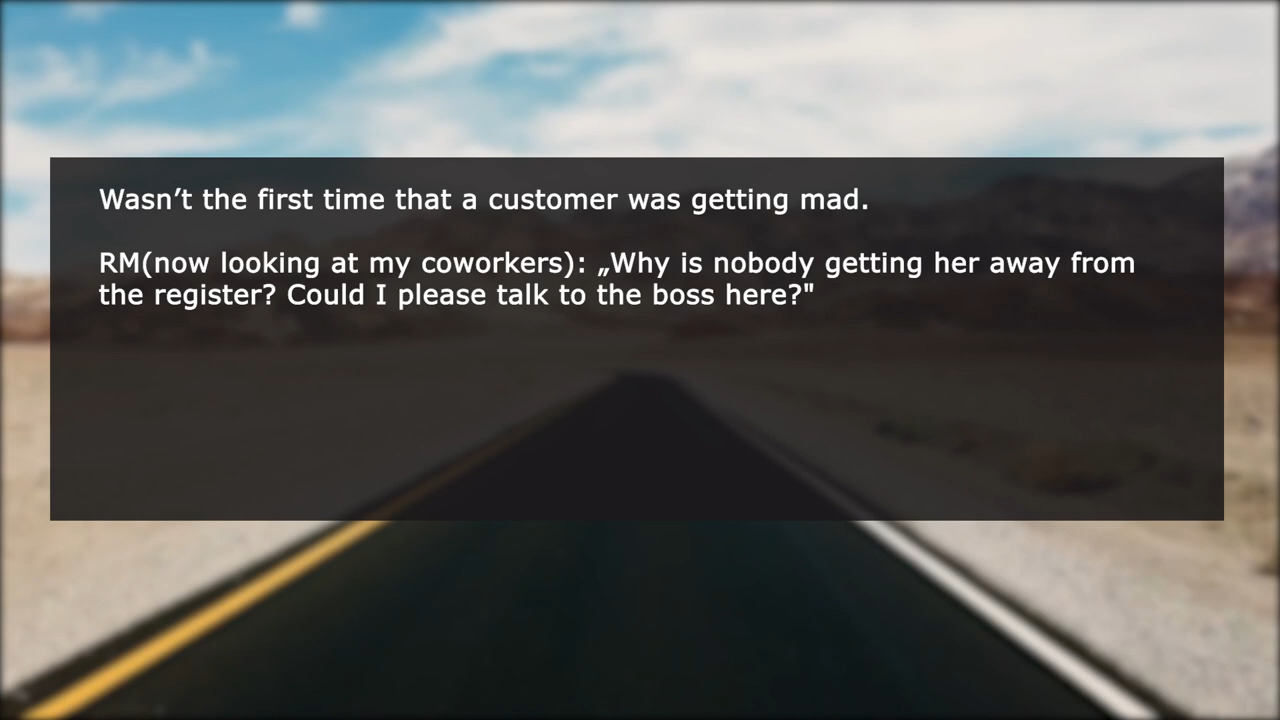 Wasn’t the first time that a customer was getting mad.
RM(now looking at my coworkers): „Why is nobody getting her away from
the register? Could I please talk to the boss here?"